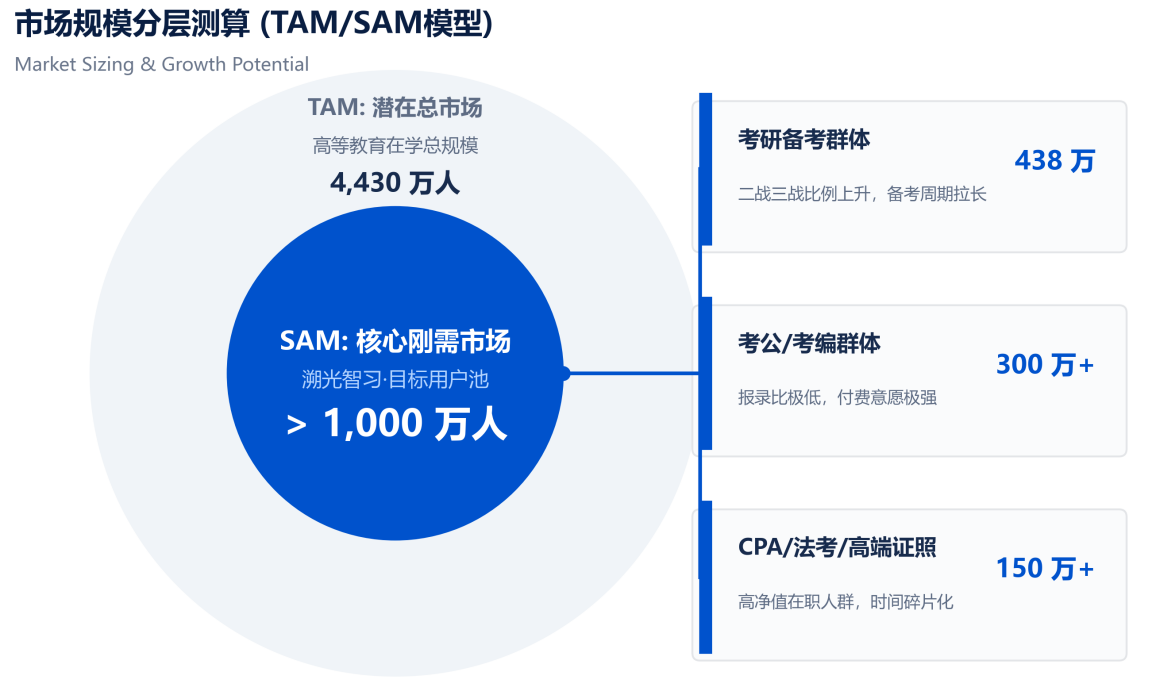 市场规模分层测算 (TAM/SAM模型)
Market Sizing & Growth Potential
TAM: 潜在总市场
高等教育在学总规模
4,430 万人
SAM: 核心刚需市场
溯光智习·目标用户池
> 1,000 万人
考研备考群体
438 万
二战三战比例上升，备考周期拉长
考公/考编群体
300 万+
报录比极低，付费意愿极强
CPA/法考/高端证照
150 万+
高净值在职人群，时间碎片化